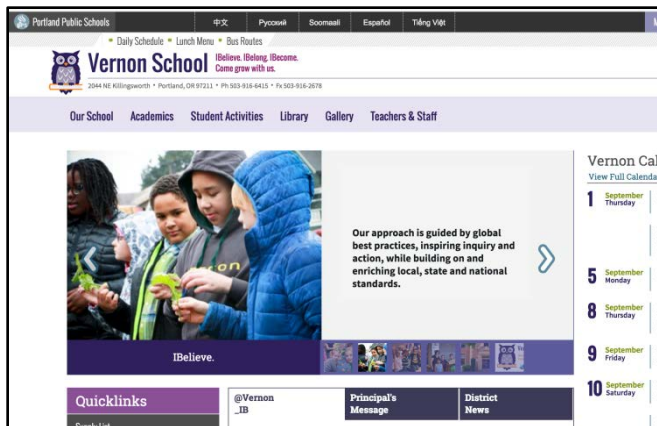 Portland Public Schools
中文 Русский Soomaali Español Tiếng Việt
• Daily Schedule • Lunch Menu • Bus Routes
Vernon School
IBelieve. IBelong. IBecome.
Come grow with us.
2044 NE Killingsworth • Portland, OR 97211 • Ph 503-916-6415 • Fx 503-916-2678
Our School Academics Student Activities Library Gallery Teachers & Staff
Our approach is guided by global
best practices, inspiring inquiry and
action, while building on and
enriching local, state and national
standards.
IBelieve.
Vernon Cal
View Full Calenda
1 September
Thursday
5 September
Monday
8 September
Thursday
9 September
Friday
10 September
Saturday
Quicklinks
@Vernon
_IB
Principal's
Message
District
News